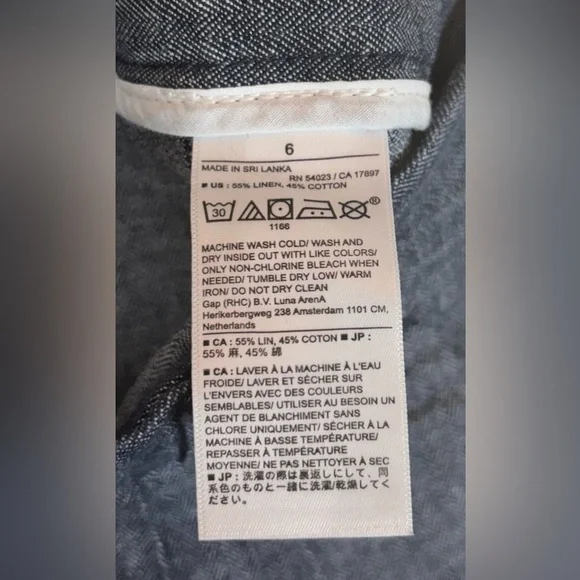 6
MADE IN SRI LANKA
RN 54023 / CA 17897
■ US : 55% LINEN, 45% COTTON
30
®
1166
MACHINE WASH COLD/ WASH AND
DRY INSIDE OUT WITH LIKE COLORS/
ONLY NON-CHLORINE BLEACH WHEN
NEEDED/ TUMBLE DRY LOW/ WARM
IRON/ DO NOT DRY CLEAN
Gap (RHC) B.V. Luna ArenA
Herikerbergweg 238 Amsterdam 1101 CM,
Netherlands
■ CA : 55% LIN, 45% COTON ■ JP :
55% 麻, 45% 綿
■ CA : LAVER À LA MACHINE À L'EAU
FROIDE/ LAVER ET SÉCHER SUR
L'ENVERS AVEC DES COULEURS
SEMBLABLES/ UTILISER AU BESOIN UN
AGENT DE BLANCHIMENT SANS
CHLORE UNIQUEMENT/ SÉCHER À LA
MACHINE À BASSE TEMPÉRATURE/
REPASSER À TEMPÉRATURE
MOYENNE/ NE PAS NETTOYER À SEC
■ JP : 洗濯の際は裏返しにして、同
系色のものと一緒に洗濯/乾燥してく
ださい。